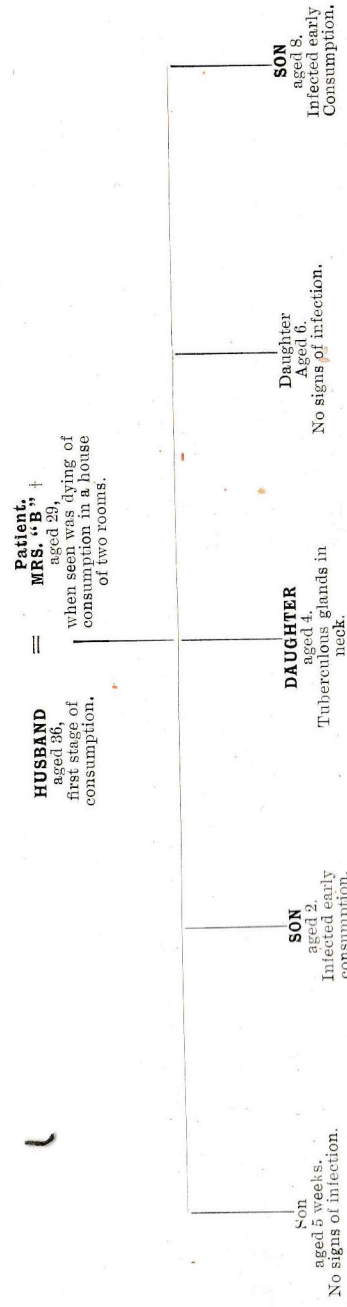 HUSBAND
aged 36,
first stage of
consumption.
=
Patient.
MRS. "B" †
aged 29,
when seen was dying of
consumption in a house
of two rooms.
Son
aged 5 weeks.
No signs of infection.
SON
aged 2.
Infected early
consumption.
DAUGHTER
aged 4.
Tuberculous glands in
neck.
Daughter
Aged 6.
No signs of infection.
SON
aged 8.
Infected early
Consumption.